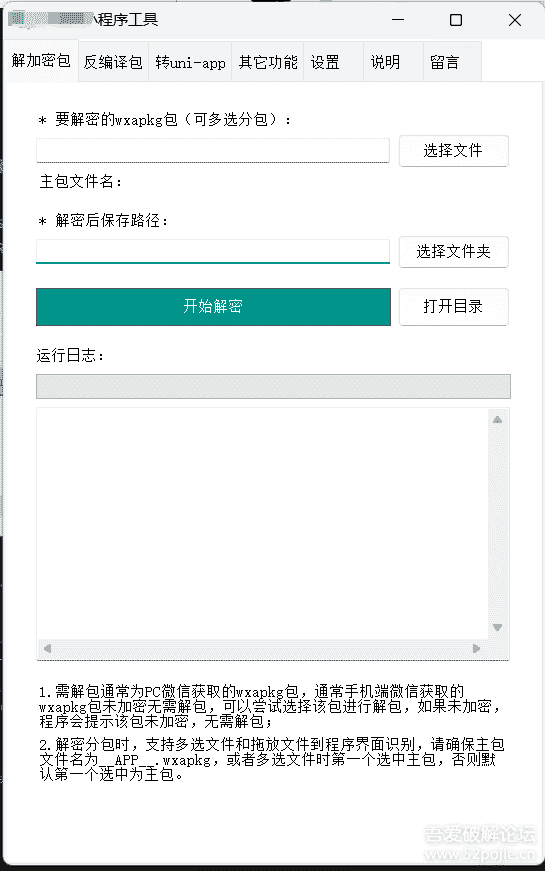 小程序工具
解加密包
反编译包
转uni-app
其它功能
设置
说明
留言
* 要解密的wxapkg包（可多选分包）：
选择文件
主包文件名：
* 解密后保存路径：
选择文件夹
开始解密
打开目录
运行日志：
1.需解包通常为PC微信获取的wxapkg包，通常手机端微信获取的
wxapkg包未加密无需解包，可以尝试选择该包进行解包，如果未加密，
程序会提示该包未加密，无需解包；
2.解密分包时，支持多选文件和拖放文件到程序界面识别，请确保主包
文件名为__APP__.wxapkg，或者多选文件时第一个选中主包，否则默
认第一个选中为主包。
吾爱破解论坛
www.52pojie.cn